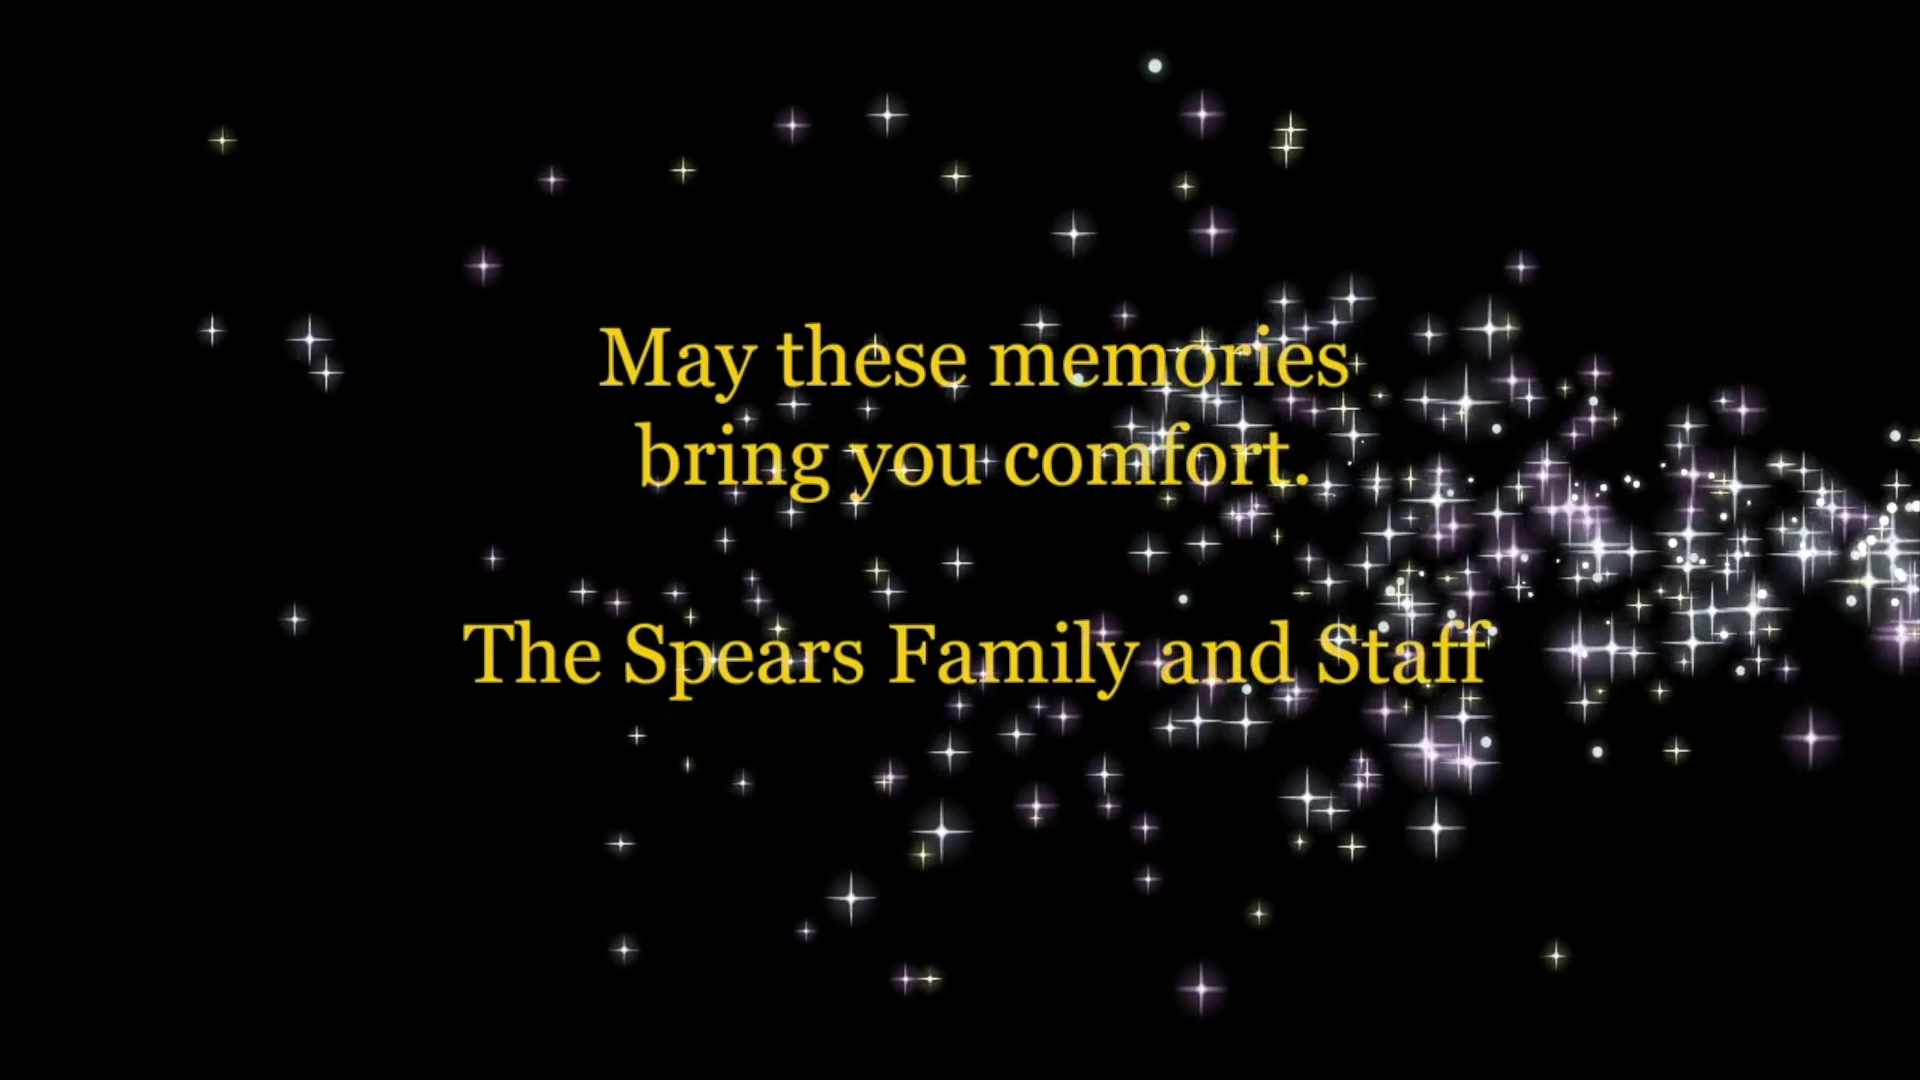 May these memories
bring you comfort.
The Spears Family and Staff